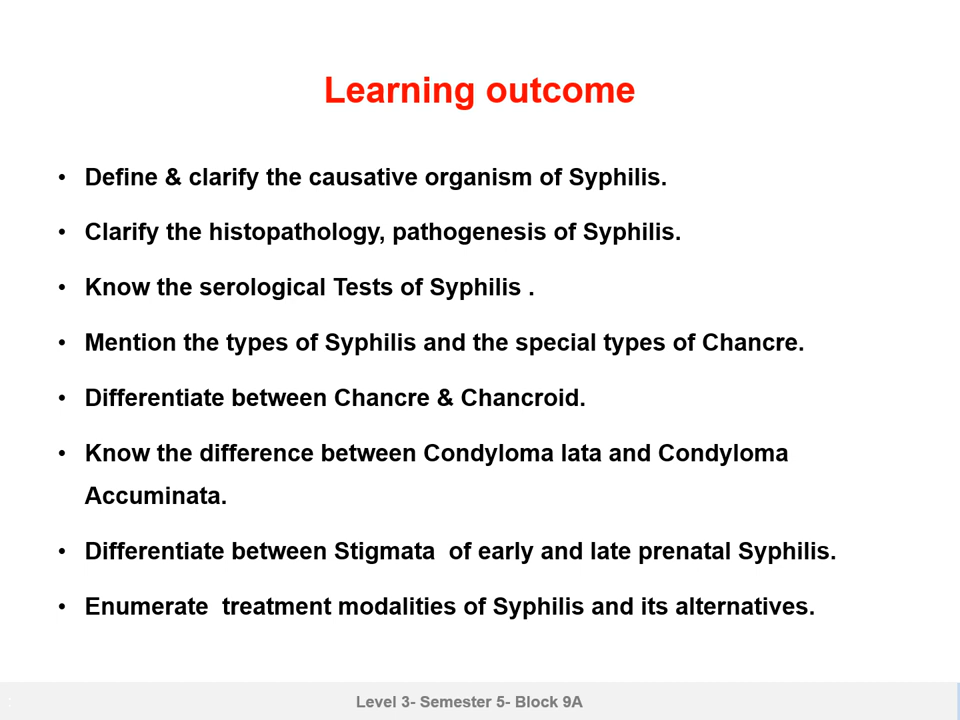 Learning outcome
• Define & clarify the causative organism of Syphilis.
• Clarify the histopathology, pathogenesis of Syphilis.
• Know the serological Tests of Syphilis .
• Mention the types of Syphilis and the special types of Chancre.
• Differentiate between Chancre & Chancroid.
• Know the difference between Condyloma lata and Condyloma
Accuminata.
• Differentiate between Stigmata  of early and late prenatal Syphilis.
• Enumerate  treatment modalities of Syphilis and its alternatives.
Level 3- Semester 5- Block 9A